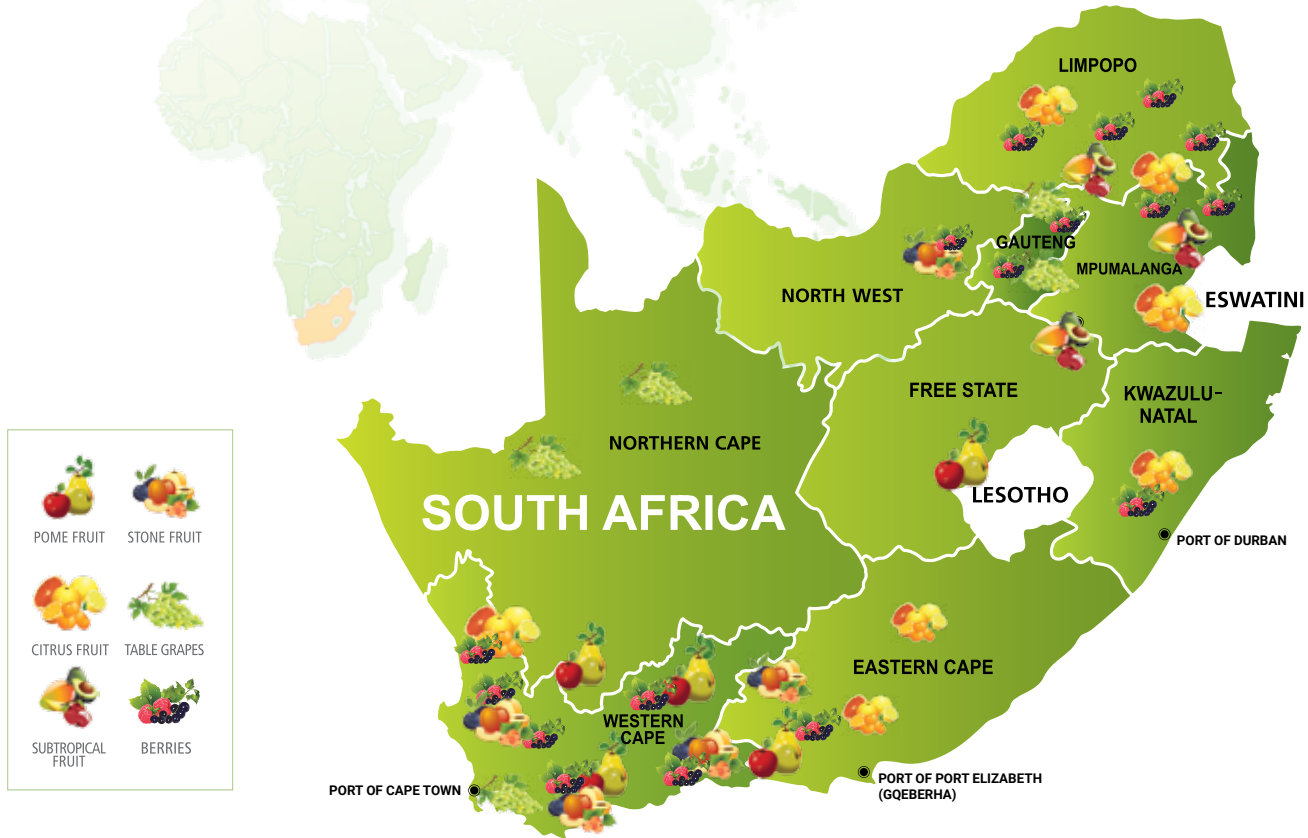 LIMPOPO
GAUTENG
MPUMALANGA
NORTH WEST
ESWATINI
FREE STATE
KWAZULU-
NATAL
NORTHERN CAPE
SOUTH AFRICA
LESOTHO
PORT OF DURBAN
EASTERN CAPE
WESTERN
CAPE
PORT OF CAPE TOWN
PORT OF PORT ELIZABETH
(GQEBERHA)
POME FRUIT
STONE FRUIT
CITRUS FRUIT
TABLE GRAPES
SUBTROPICAL
FRUIT
BERRIES